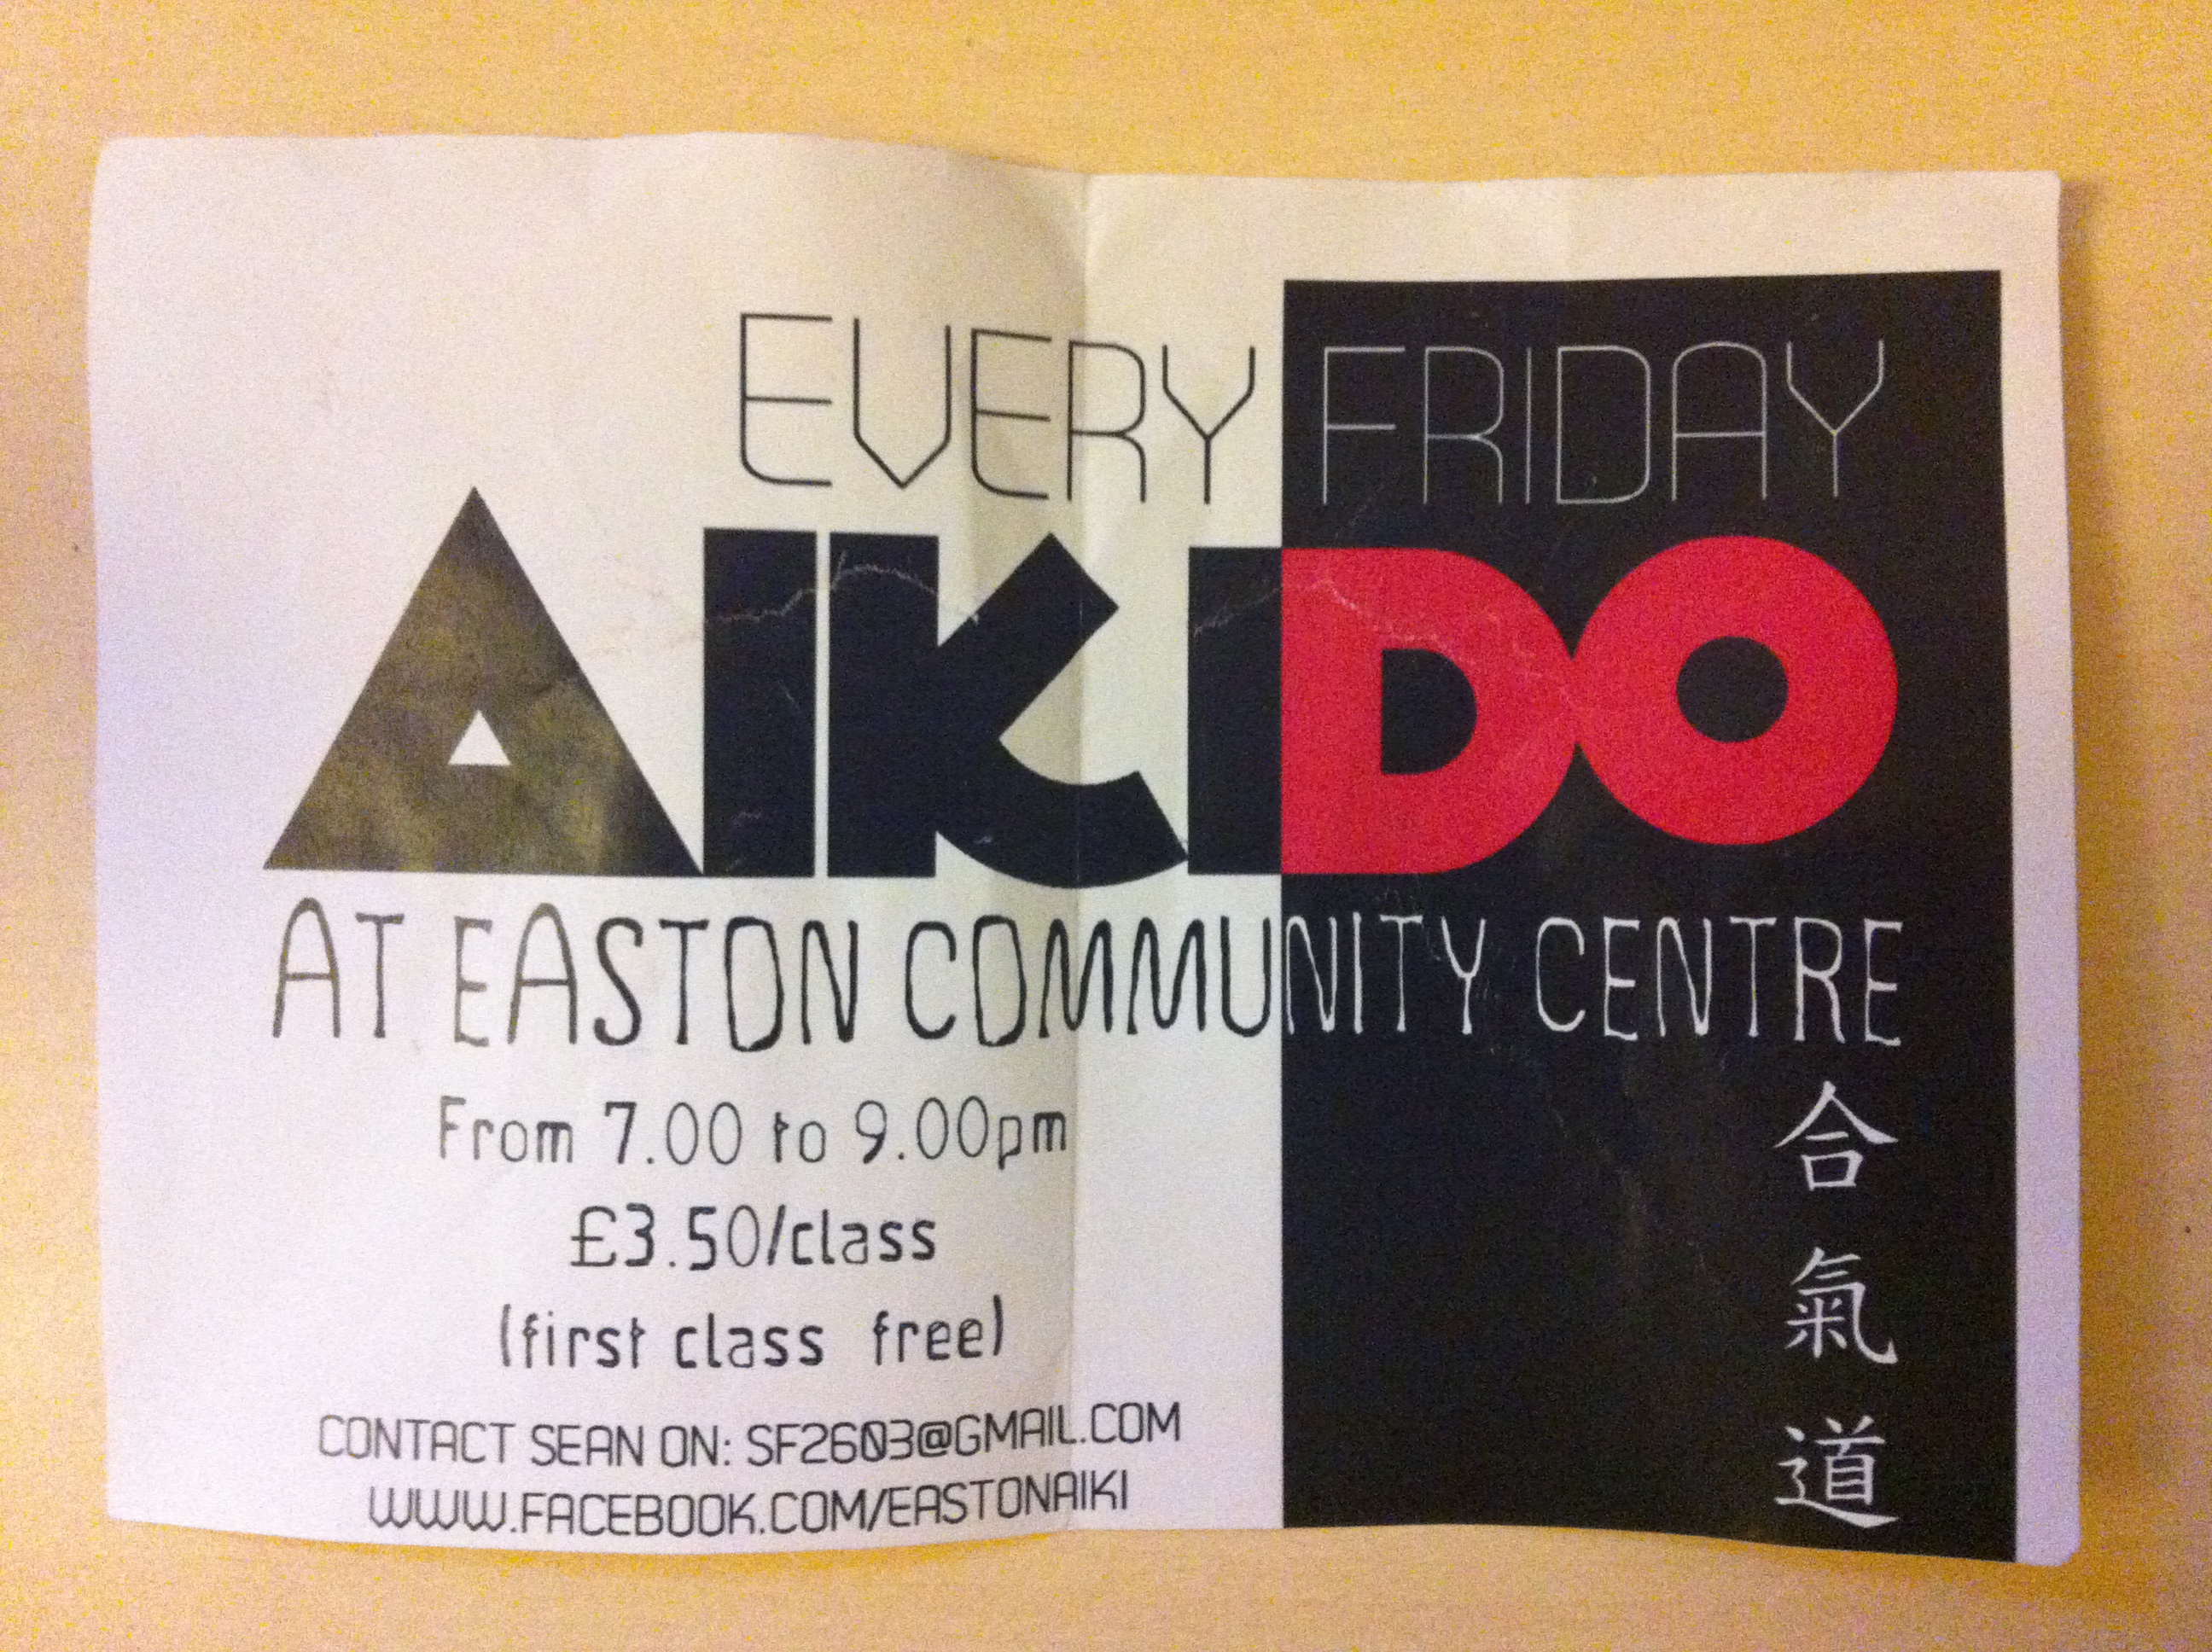 EVERY FRIDAY
AIKIDO
AT EASTON COMMUNITY CENTRE
From 7.00 to 9.00pm
£3.50/class
(first class free)
CONTACT SEAN ON: SF2603@GMAIL.COM
WWW.FACEBOOK.COM/EASTONAIKI
合
氣
道